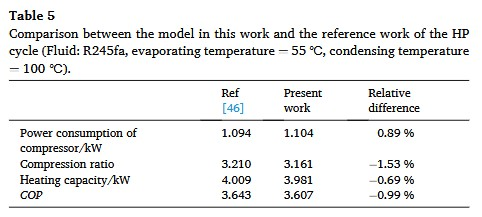 Table 5
Comparison between the model in this work and the reference work of the HP
cycle (Fluid: R245fa, evaporating temperature = 55 °C, condensing temperature
= 100 °C).
Ref Present Relative
[46] work difference
Power consumption of 1.094 1.104 0.89 %
compressor/kW
Compression ratio 3.210 3.161 −1.53 %
Heating capacity/kW 4.009 3.981 −0.69 %
COP 3.643 3.607 −0.99 %